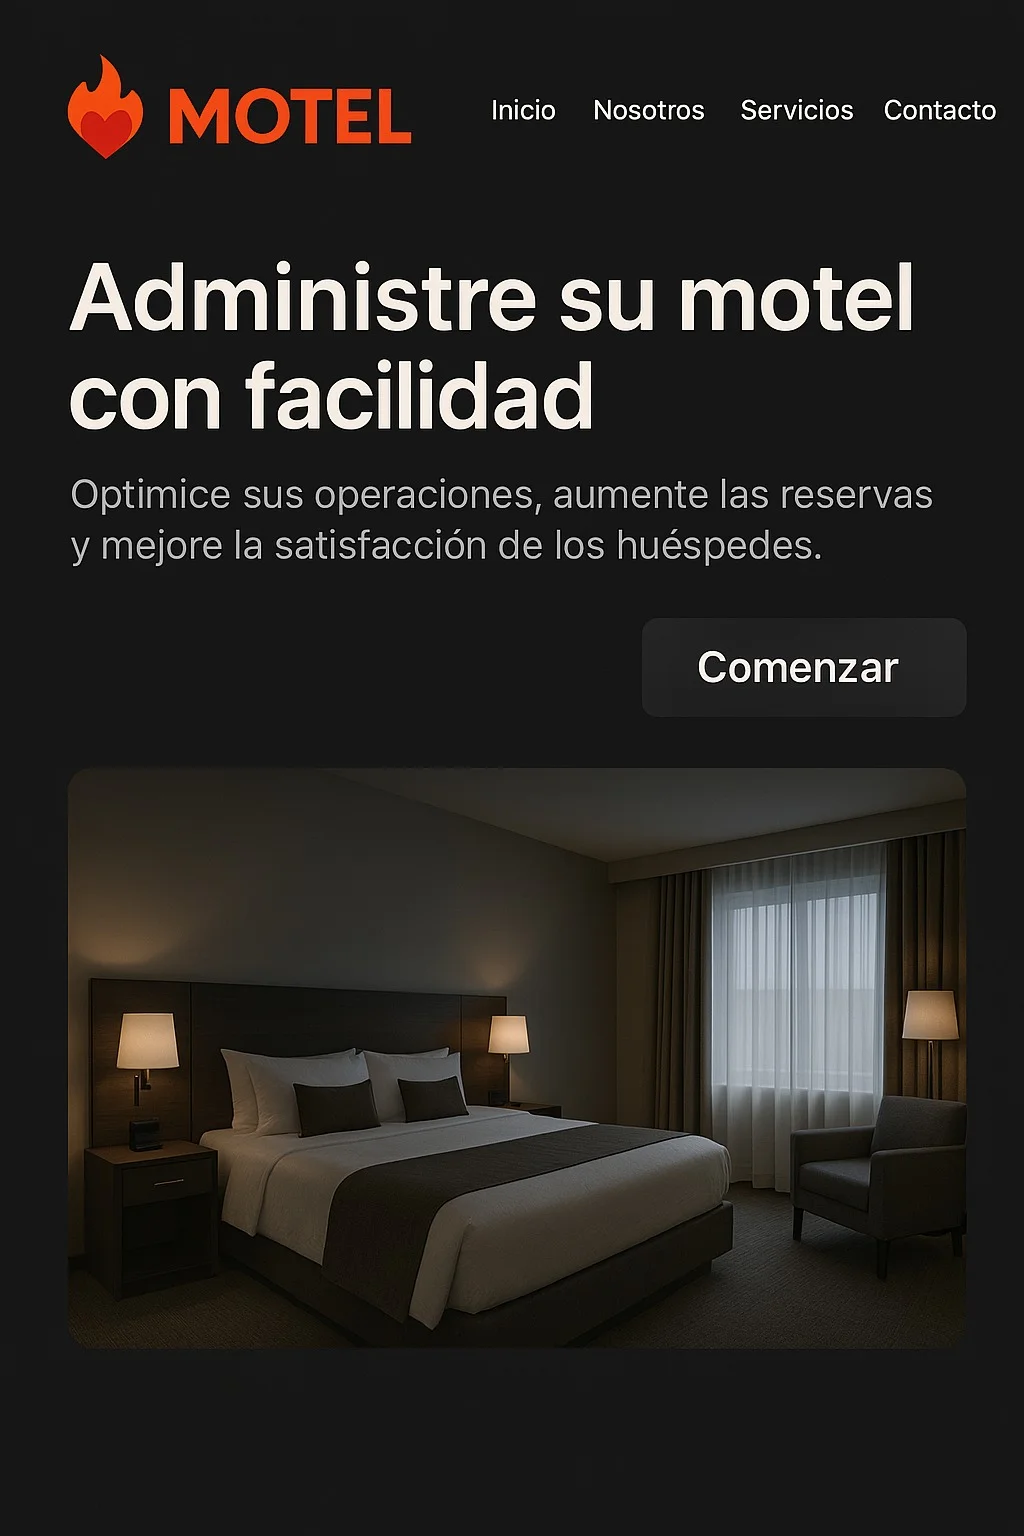 MOTEL
Inicio Nosotros Servicios Contacto
Administre su motel
con facilidad
Optimice sus operaciones, aumente las reservas
y mejore la satisfacción de los huéspedes.
Comenzar